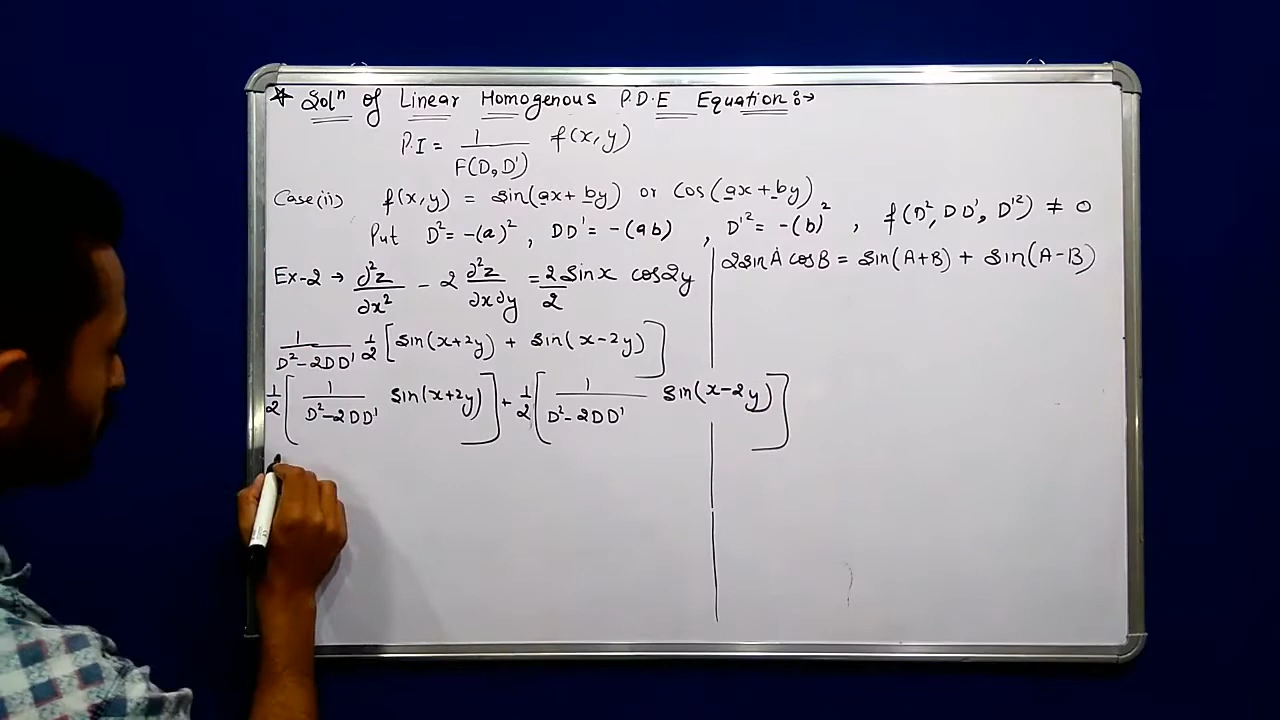 * Solⁿ of Linear Homogenous P.D.E Equation :→
P.I = 1/F(D, D') f(x, y)
Case (ii) f(x, y) = sin(ax + by) or cos(ax + by)
Put D² = -(a)², DD' = -(ab), D'² = -(b)², f(D², DD', D'²) ≠ 0
Ex-2 → ∂²z/∂x² - 2 ∂²z/∂x∂y = 2/2 sinx cos2y
2 sin A cos B = sin(A+B) + sin(A-B)
1/(D² - 2DD') 1/2 [sin(x+2y) + sin(x-2y)]
1/2 [1/(D² - 2DD') sin(x+2y)] + 1/2 [1/(D² - 2DD') sin(x-2y)]